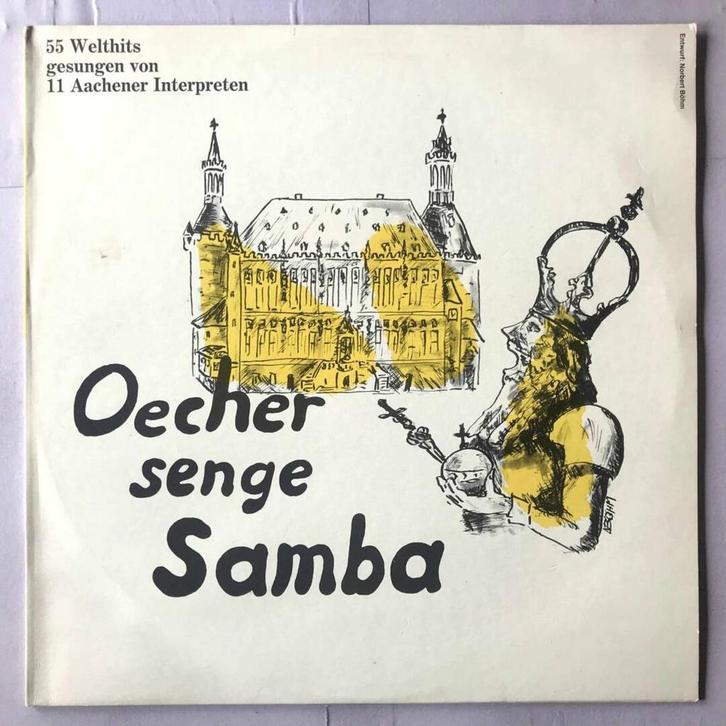 55 Welthits
gesungen von
11 Aachener Interpreten
Entwurf: Norbert Böhm
Oecher
senge
Samba